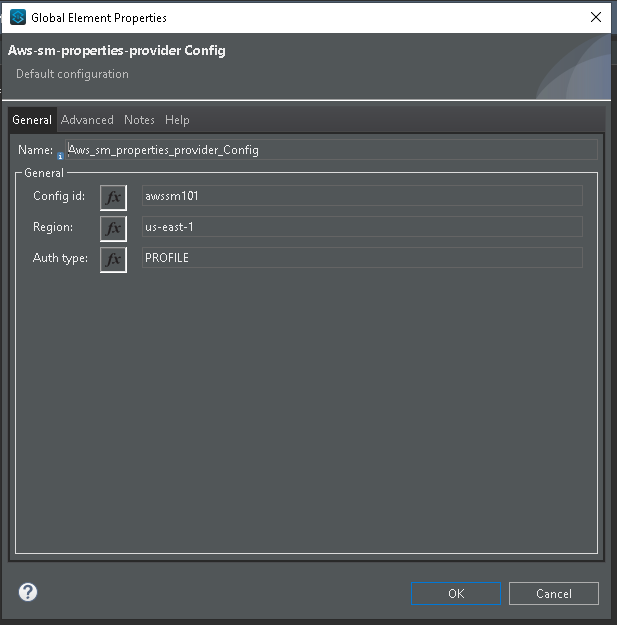 Global Element Properties
Aws-sm-properties-provider Config
Default configuration
General Advanced Notes Help
Name: Aws_sm_properties_provider_Config
General
Config id: fx awssm101
Region: fx us-east-1
Auth type: fx PROFILE
? OK Cancel